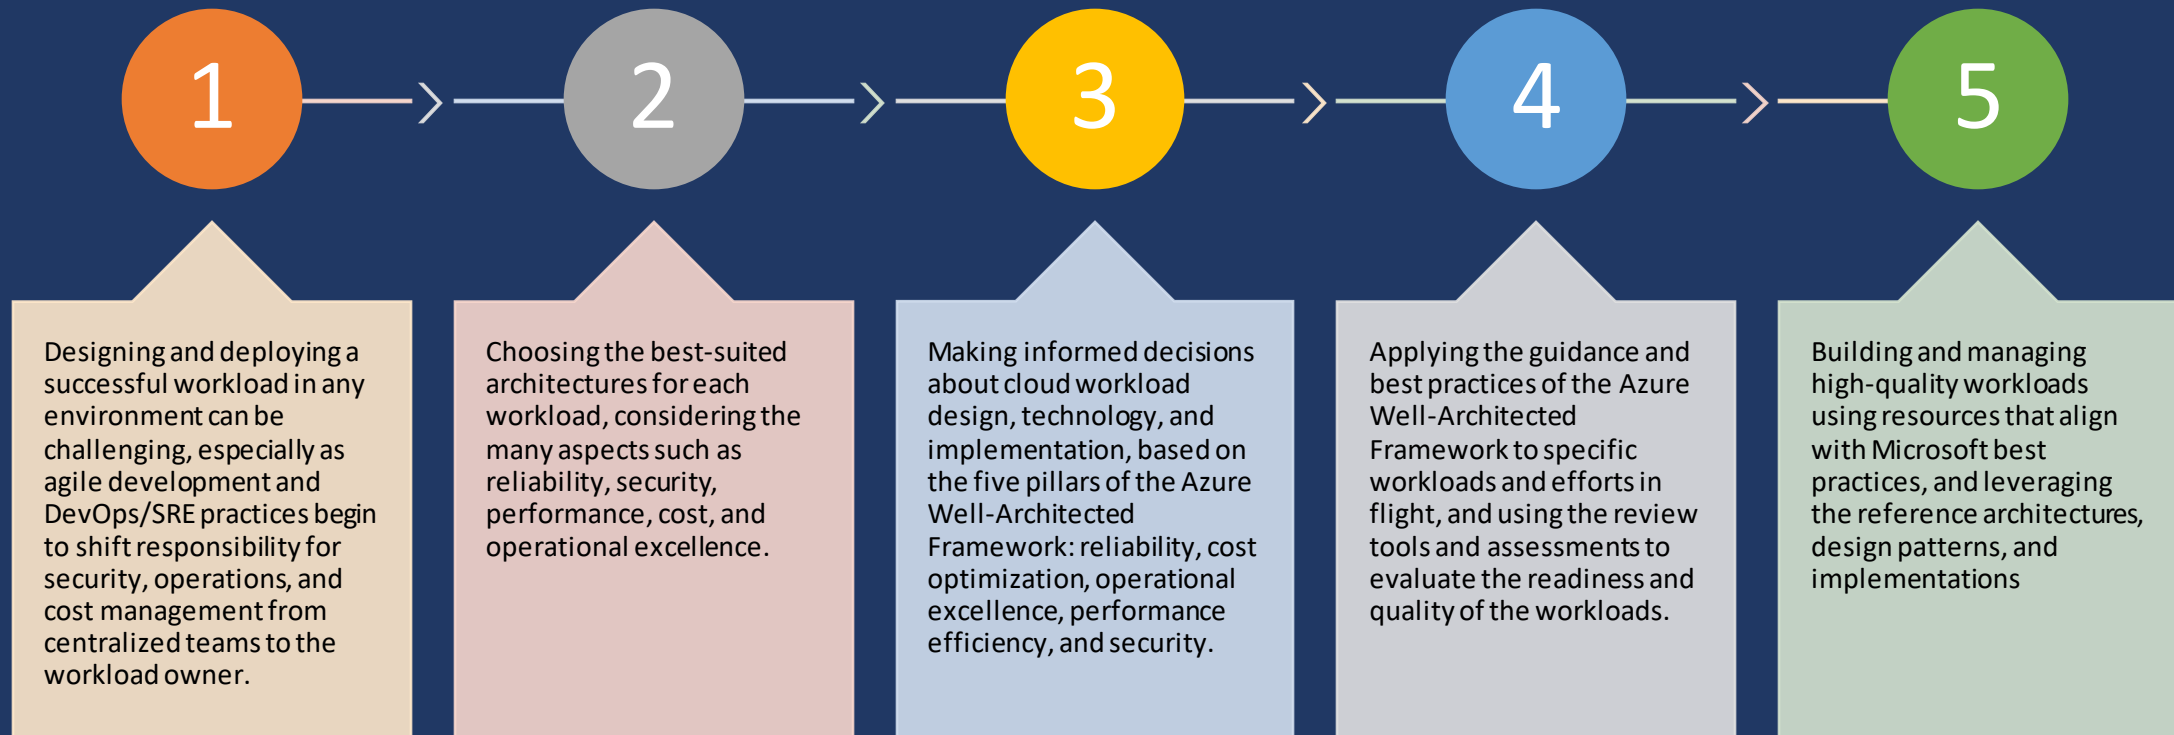 1
2
3
4
5
Designing and deploying a
successful workload in any
environment can be
challenging, especially as
agile development and
DevOps/SRE practices begin
to shift responsibility for
security, operations, and
cost management from
centralized teams to the
workload owner.
Choosing the best-suited
architectures for each
workload, considering the
many aspects such as
reliability, security,
performance, cost, and
operational excellence.
Making informed decisions
about cloud workload
design, technology, and
implementation, based on
the five pillars of the Azure
Well-Architected
Framework: reliability, cost
optimization, operational
excellence, performance
efficiency, and security.
Applying the guidance and
best practices of the Azure
Well-Architected
Framework to specific
workloads and efforts in
flight, and using the review
tools and assessments to
evaluate the readiness and
quality of the workloads.
Building and managing
high-quality workloads
using resources that align
with Microsoft best
practices, and leveraging
the reference architectures,
design patterns, and
implementations